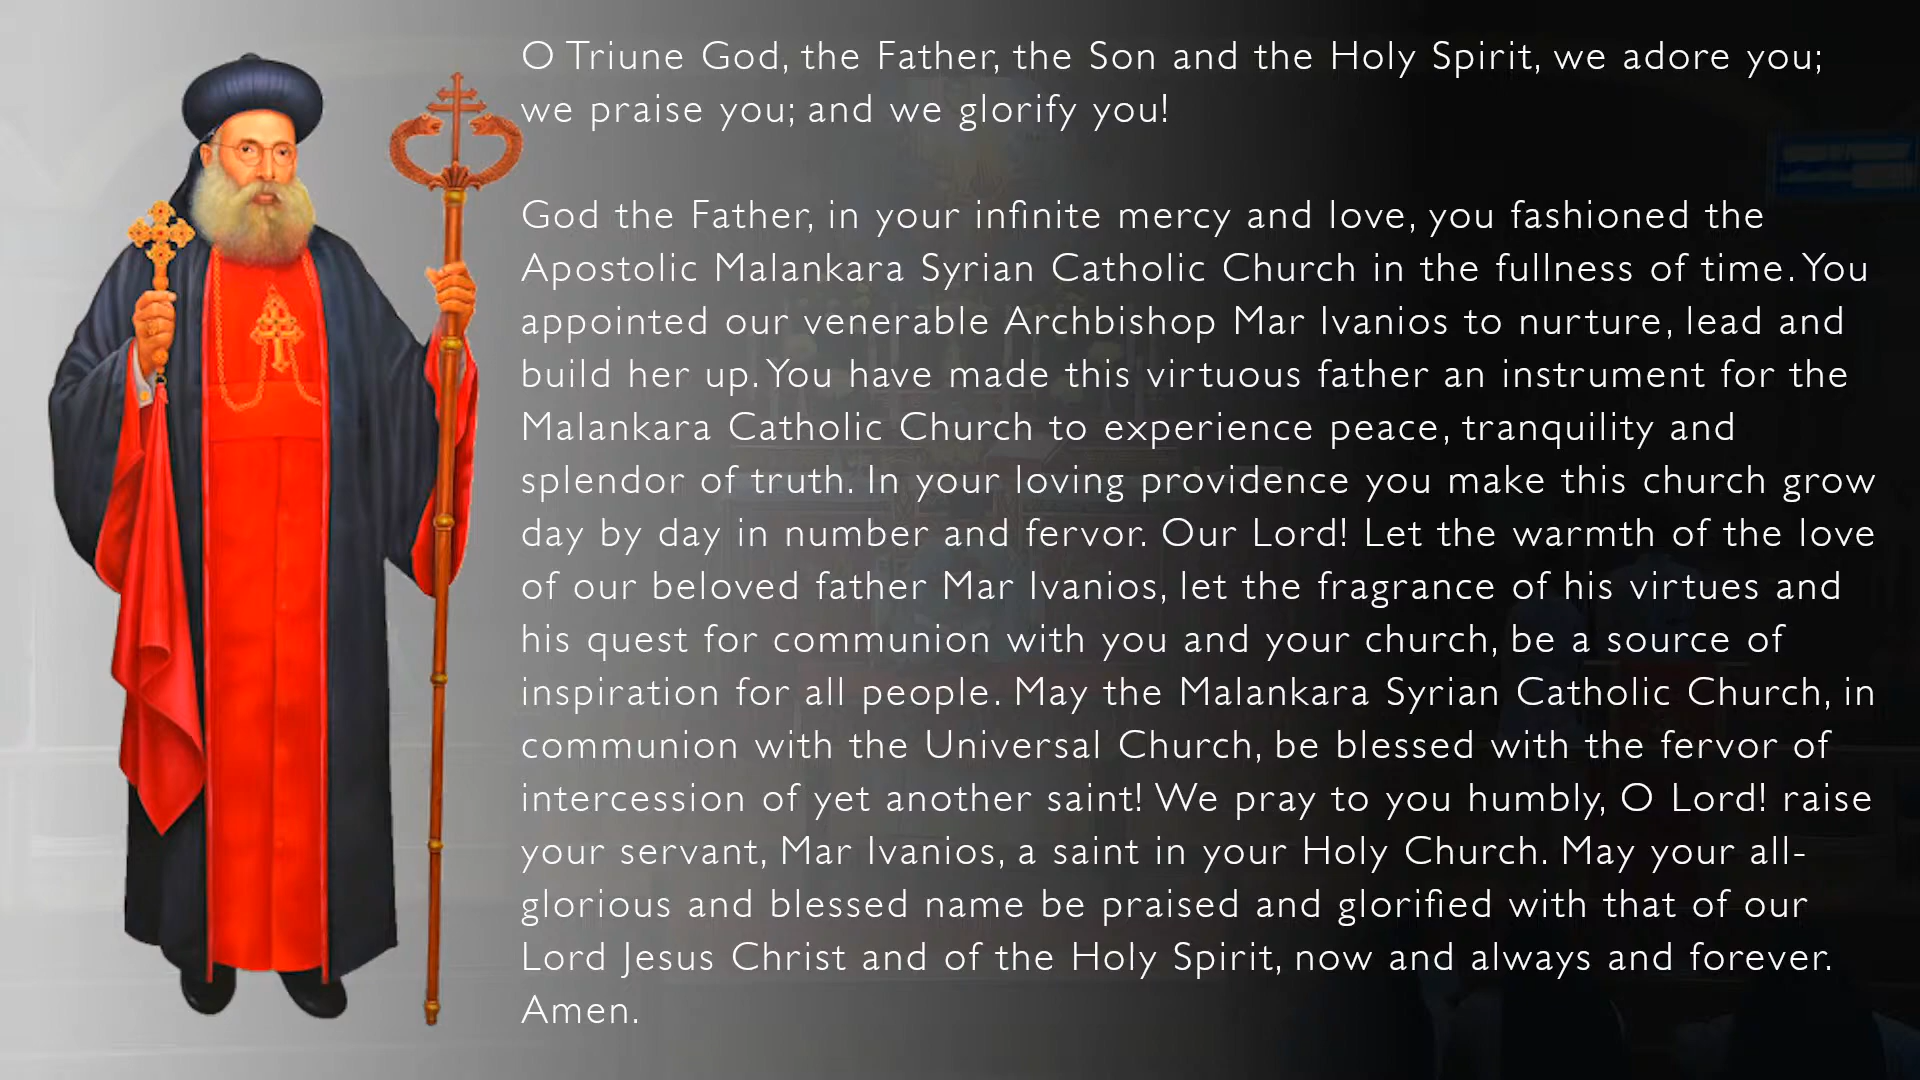 O Triune God, the Father, the Son and the Holy Spirit, we adore you;
we praise you; and we glorify you!
God the Father, in your infinite mercy and love, you fashioned the
Apostolic Malankara Syrian Catholic Church in the fullness of time. You
appointed our venerable Archbishop Mar Ivanios to nurture, lead and
build her up. You have made this virtuous father an instrument for the
Malankara Catholic Church to experience peace, tranquility and
splendor of truth. In your loving providence you make this church grow
day by day in number and fervor. Our Lord! Let the warmth of the love
of our beloved father Mar Ivanios, let the fragrance of his virtues and
his quest for communion with you and your church, be a source of
inspiration for all people. May the Malankara Syrian Catholic Church, in
communion with the Universal Church, be blessed with the fervor of
intercession of yet another saint! We pray to you humbly, O Lord! raise
your servant, Mar Ivanios, a saint in your Holy Church. May your all-
glorious and blessed name be praised and glorified with that of our
Lord Jesus Christ and of the Holy Spirit, now and always and forever.
Amen.